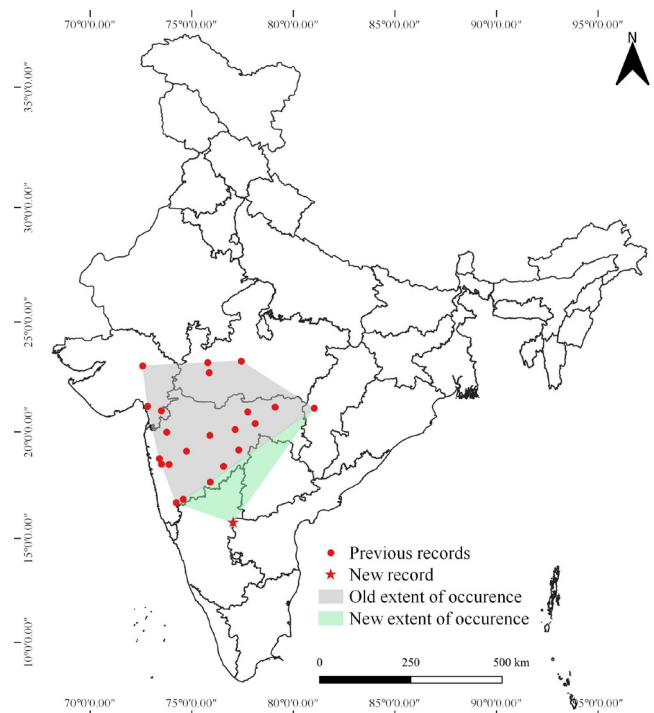 70°0'0.00" 75°0'0.00" 80°0'0.00" 85°0'0.00" 90°0'0.00" 95°0'0.00"
N
35°0'0.00"
30°0'0.00"
25°0'0.00"
20°0'0.00"
15°0'0.00"
10°0'0.00"
Previous records
New record
Old extent of occurence
New extent of occurence
0 250 500 km
70°0'0.00" 75°0'0.00" 80°0'0.00" 85°0'0.00" 90°0'0.00" 95°0'0.00"